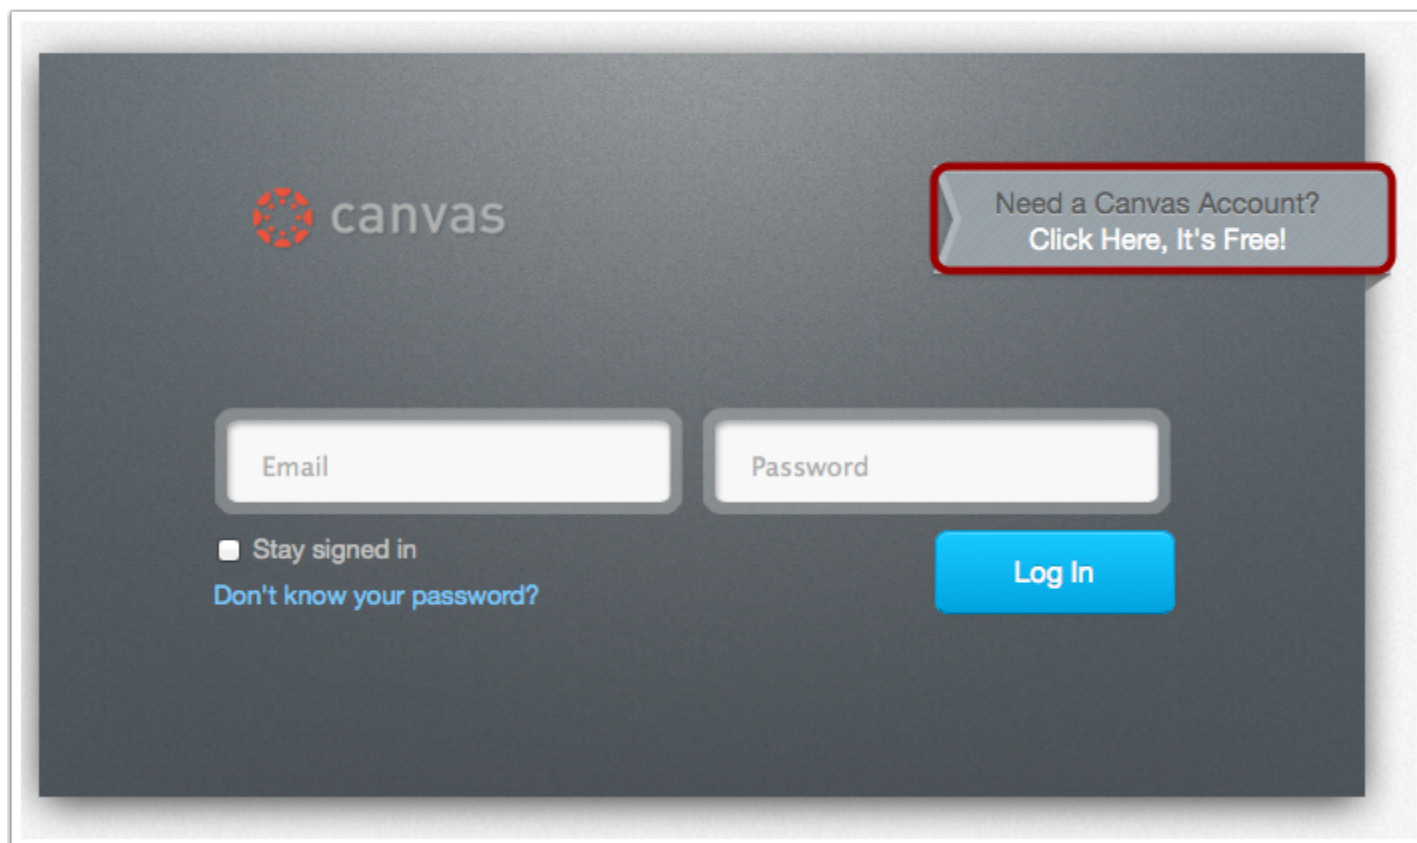 canvas
Need a Canvas Account?
Click Here, It's Free!
Email
Password
Stay signed in
Log In
Don't know your password?